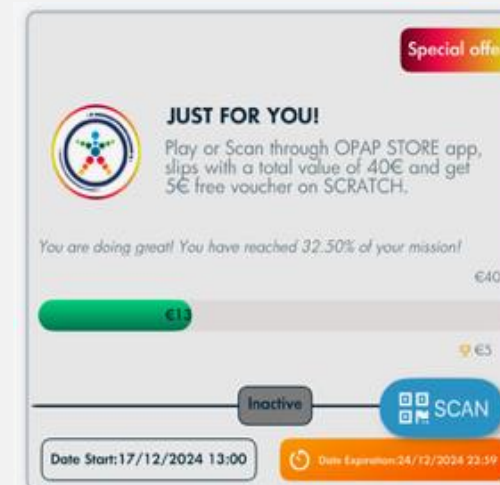 Special offe
JUST FOR YOU!
Play or Scan through OPAP STORE app,
slips with a total value of 40€ and get
5€ free voucher on SCRATCH.
You are doing great! You have reached 32.50% of your mission!
€40
€13
€5
Inactive
SCAN
Date Start:17/12/2024 13:00
Date Expiration:24/12/2024 23:59